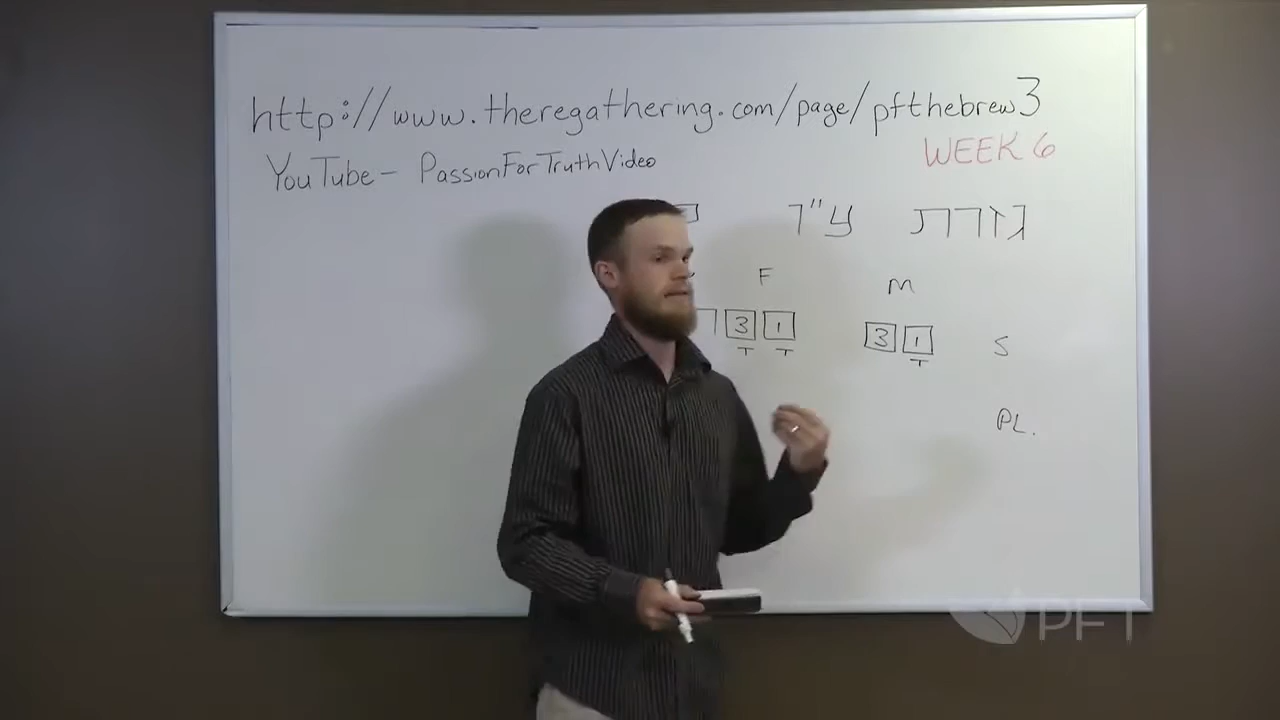 http://www.theregathering.com/page/pfthebrew3
WEEK 6
YouTube- PassionForTruthVideo
גזרת ע"ו
F M
3 1 3 1 S
T T T
PL.
PFT